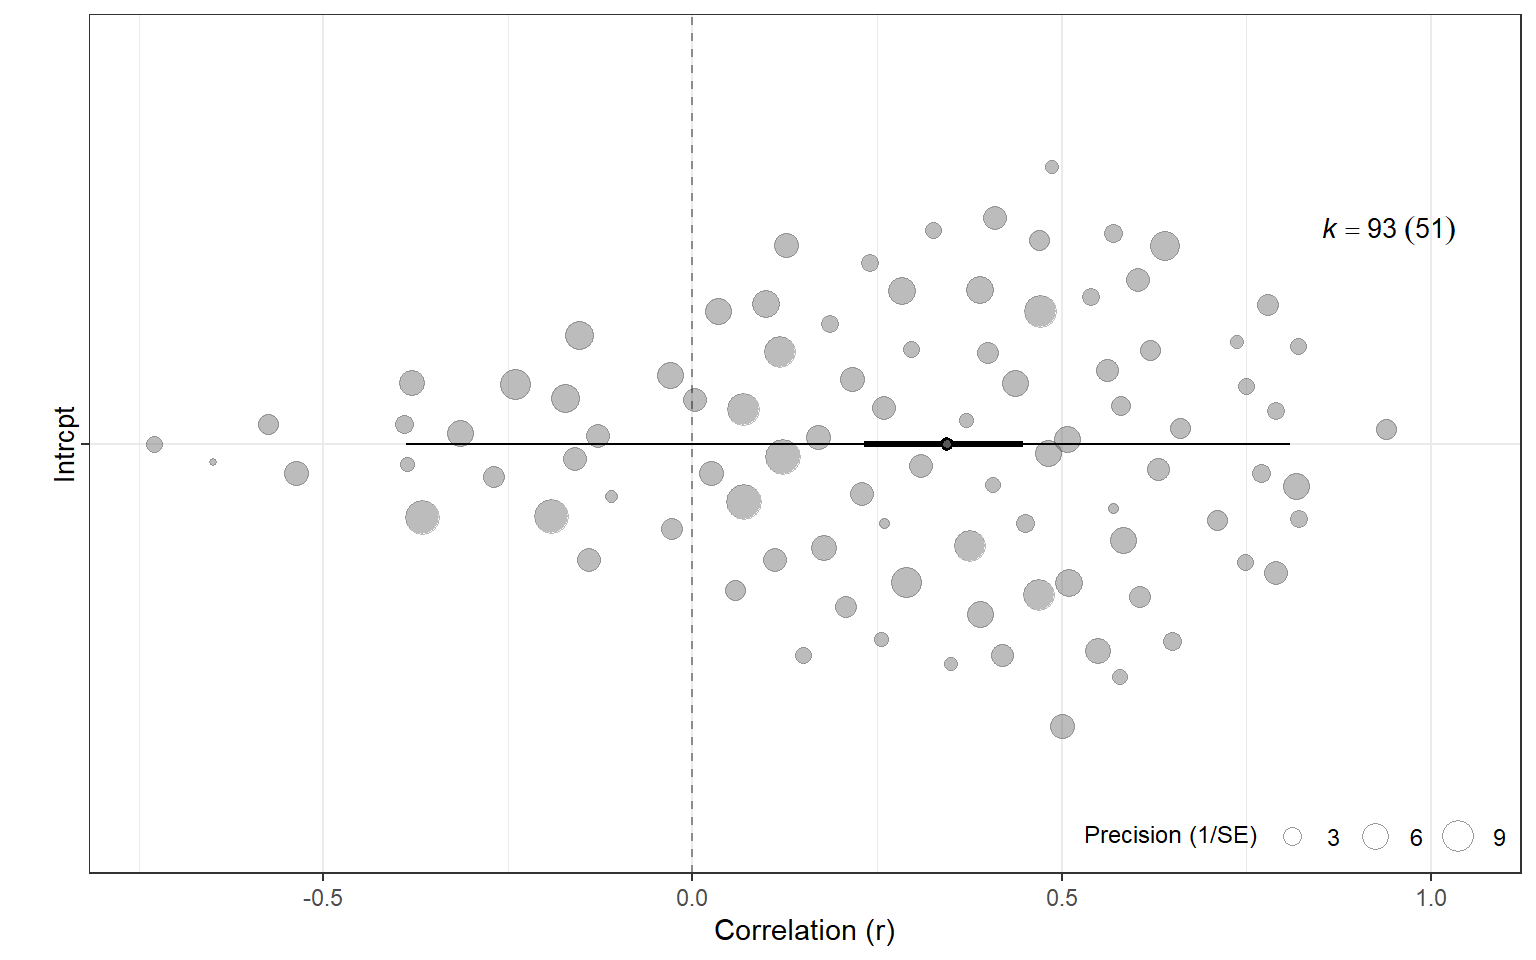 k = 93 (51)
Intrcpt
Precision (1/SE) 3 6 9
-0.5 0.0 0.5 1.0
Correlation (r)